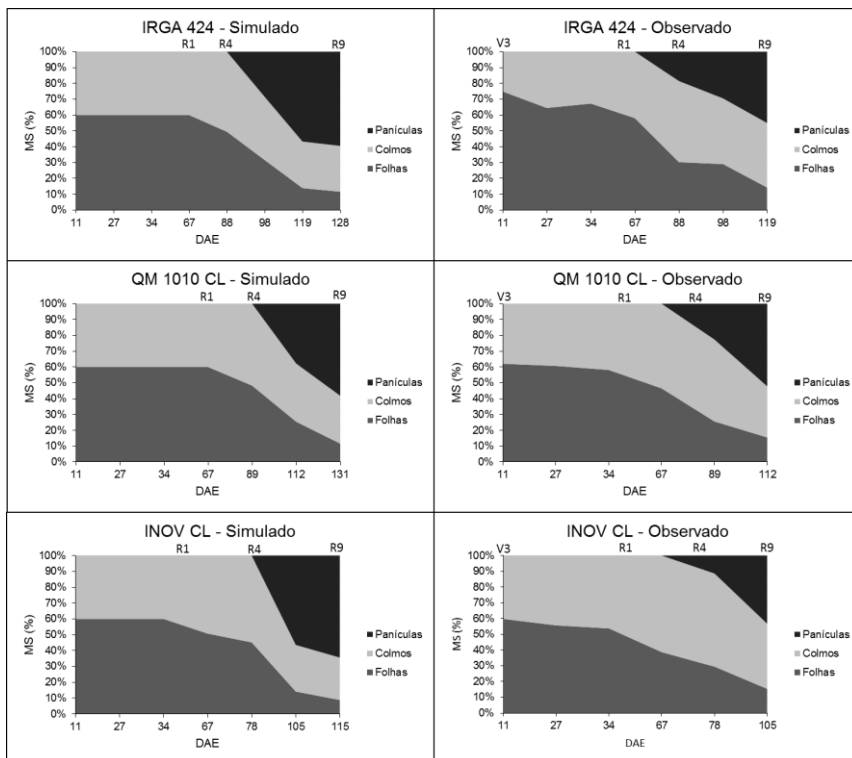 IRGA 424 - Simulado
R1 R4 R9
100%
90%
80%
70%
60%
50%
40%
30%
20%
10%
0%
MS (%)
11 27 34 67 88 98 119 128
DAE
Panículas
Colmos
Folhas
IRGA 424 - Observado
V3 R1 R4 R9
100%
90%
80%
70%
60%
50%
40%
30%
20%
10%
0%
MS (%)
11 27 34 67 88 98 119
DAE
Panículas
Colmos
Folhas
QM 1010 CL - Simulado
R1 R4 R9
100%
90%
80%
70%
60%
50%
40%
30%
20%
10%
0%
MS (%)
11 27 34 67 89 112 131
DAE
Panículas
Colmos
Folhas
QM 1010 CL - Observado
V3 R1 R4 R9
100%
90%
80%
70%
60%
50%
40%
30%
20%
10%
0%
MS (%)
11 27 34 67 89 112
DAE
Panículas
Colmos
Folhas
INOV CL - Simulado
R1 R4 R9
100%
90%
80%
70%
60%
50%
40%
30%
20%
10%
0%
MS (%)
11 27 34 67 78 105 115
DAE
Panículas
Colmos
Folhas
INOV CL - Observado
V3 R1 R4 R9
100%
90%
80%
70%
60%
50%
40%
30%
20%
10%
0%
MS (%)
11 27 34 67 78 105
DAE
Panículas
Colmos
Folhas